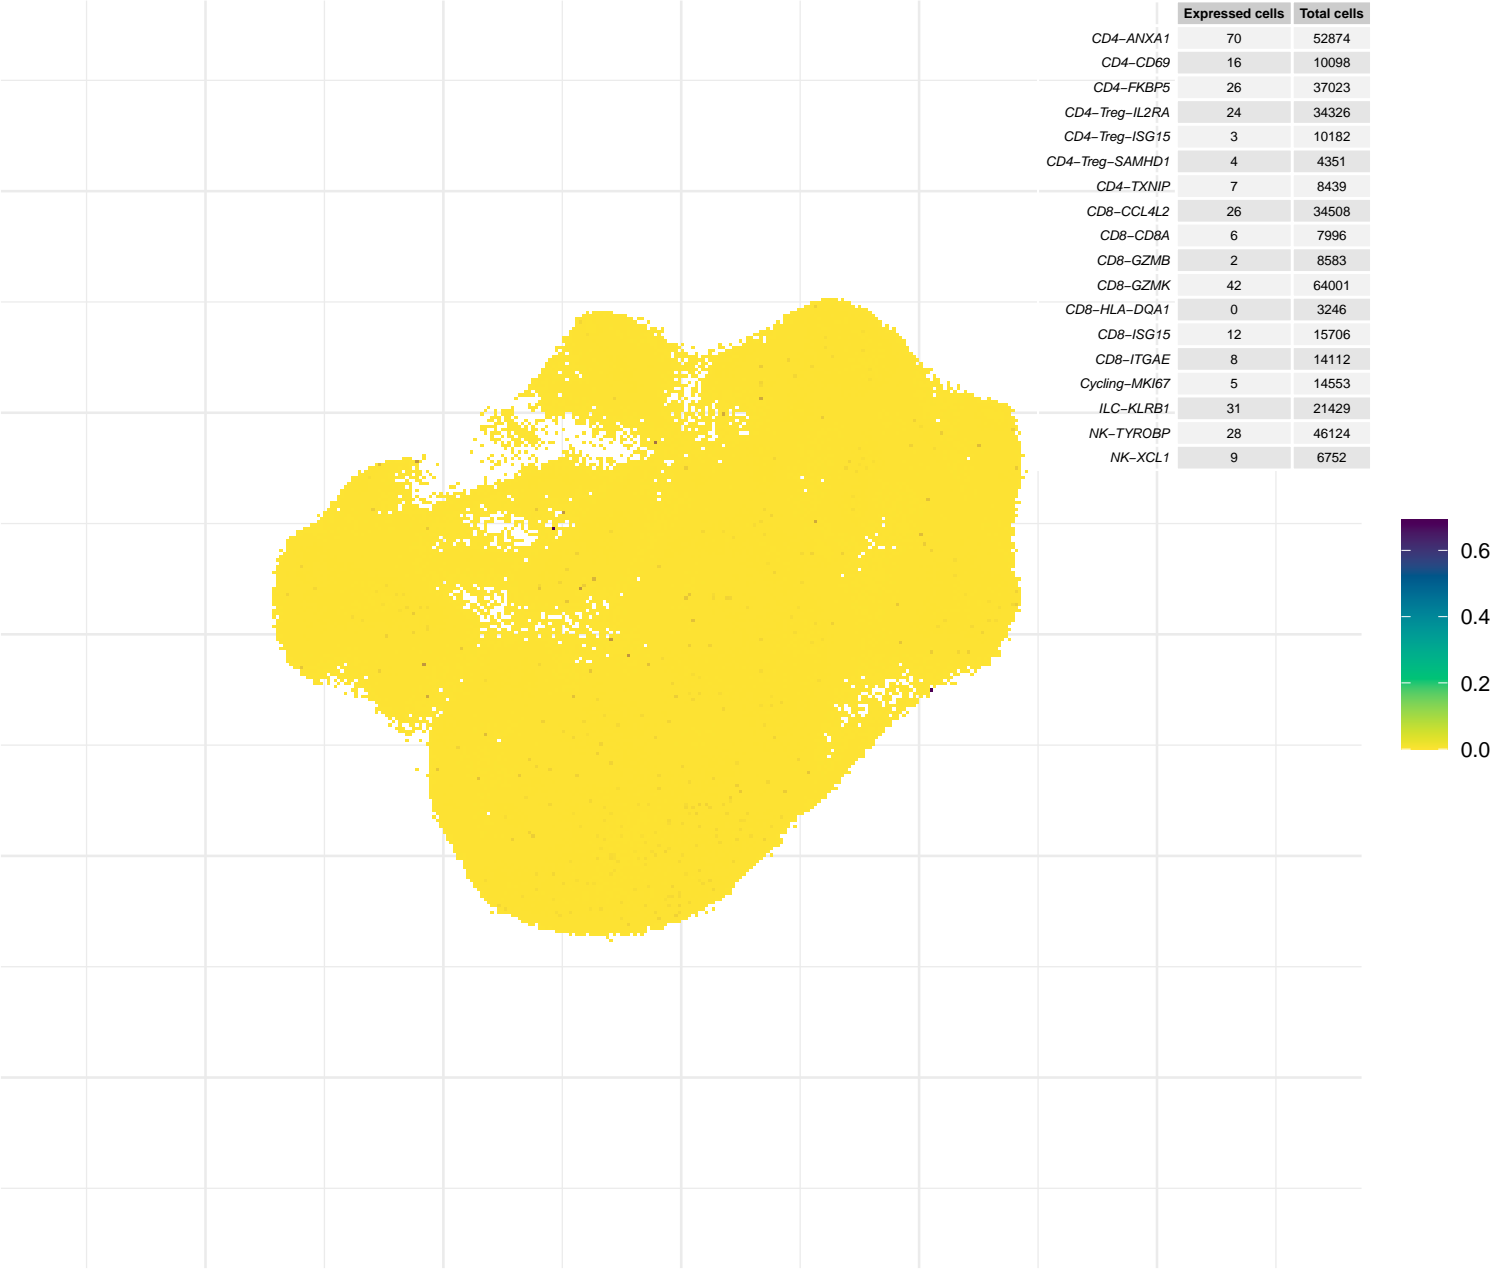 Expressed cells Total cells
CD4−ANXA1 70 52874
CD4−CD69 16 10098
CD4−FKBP5 26 37023
CD4−Treg−IL2RA 24 34326
CD4−Treg−ISG15 3 10182
CD4−Treg−SAMHD1 4 4351
CD4−TXNIP 7 8439
CD8−CCL4L2 26 34508
CD8−CD8A 6 7996
CD8−GZMB 2 8583
CD8−GZMK 42 64001
CD8−HLA−DQA1 0 3246
CD8−ISG15 12 15706
CD8−ITGAE 8 14112
Cycling−MKI67 5 14553
ILC−KLRB1 31 21429
NK−TYROBP 28 46124
NK−XCL1 9 6752
0.6
0.4
0.2
0.0